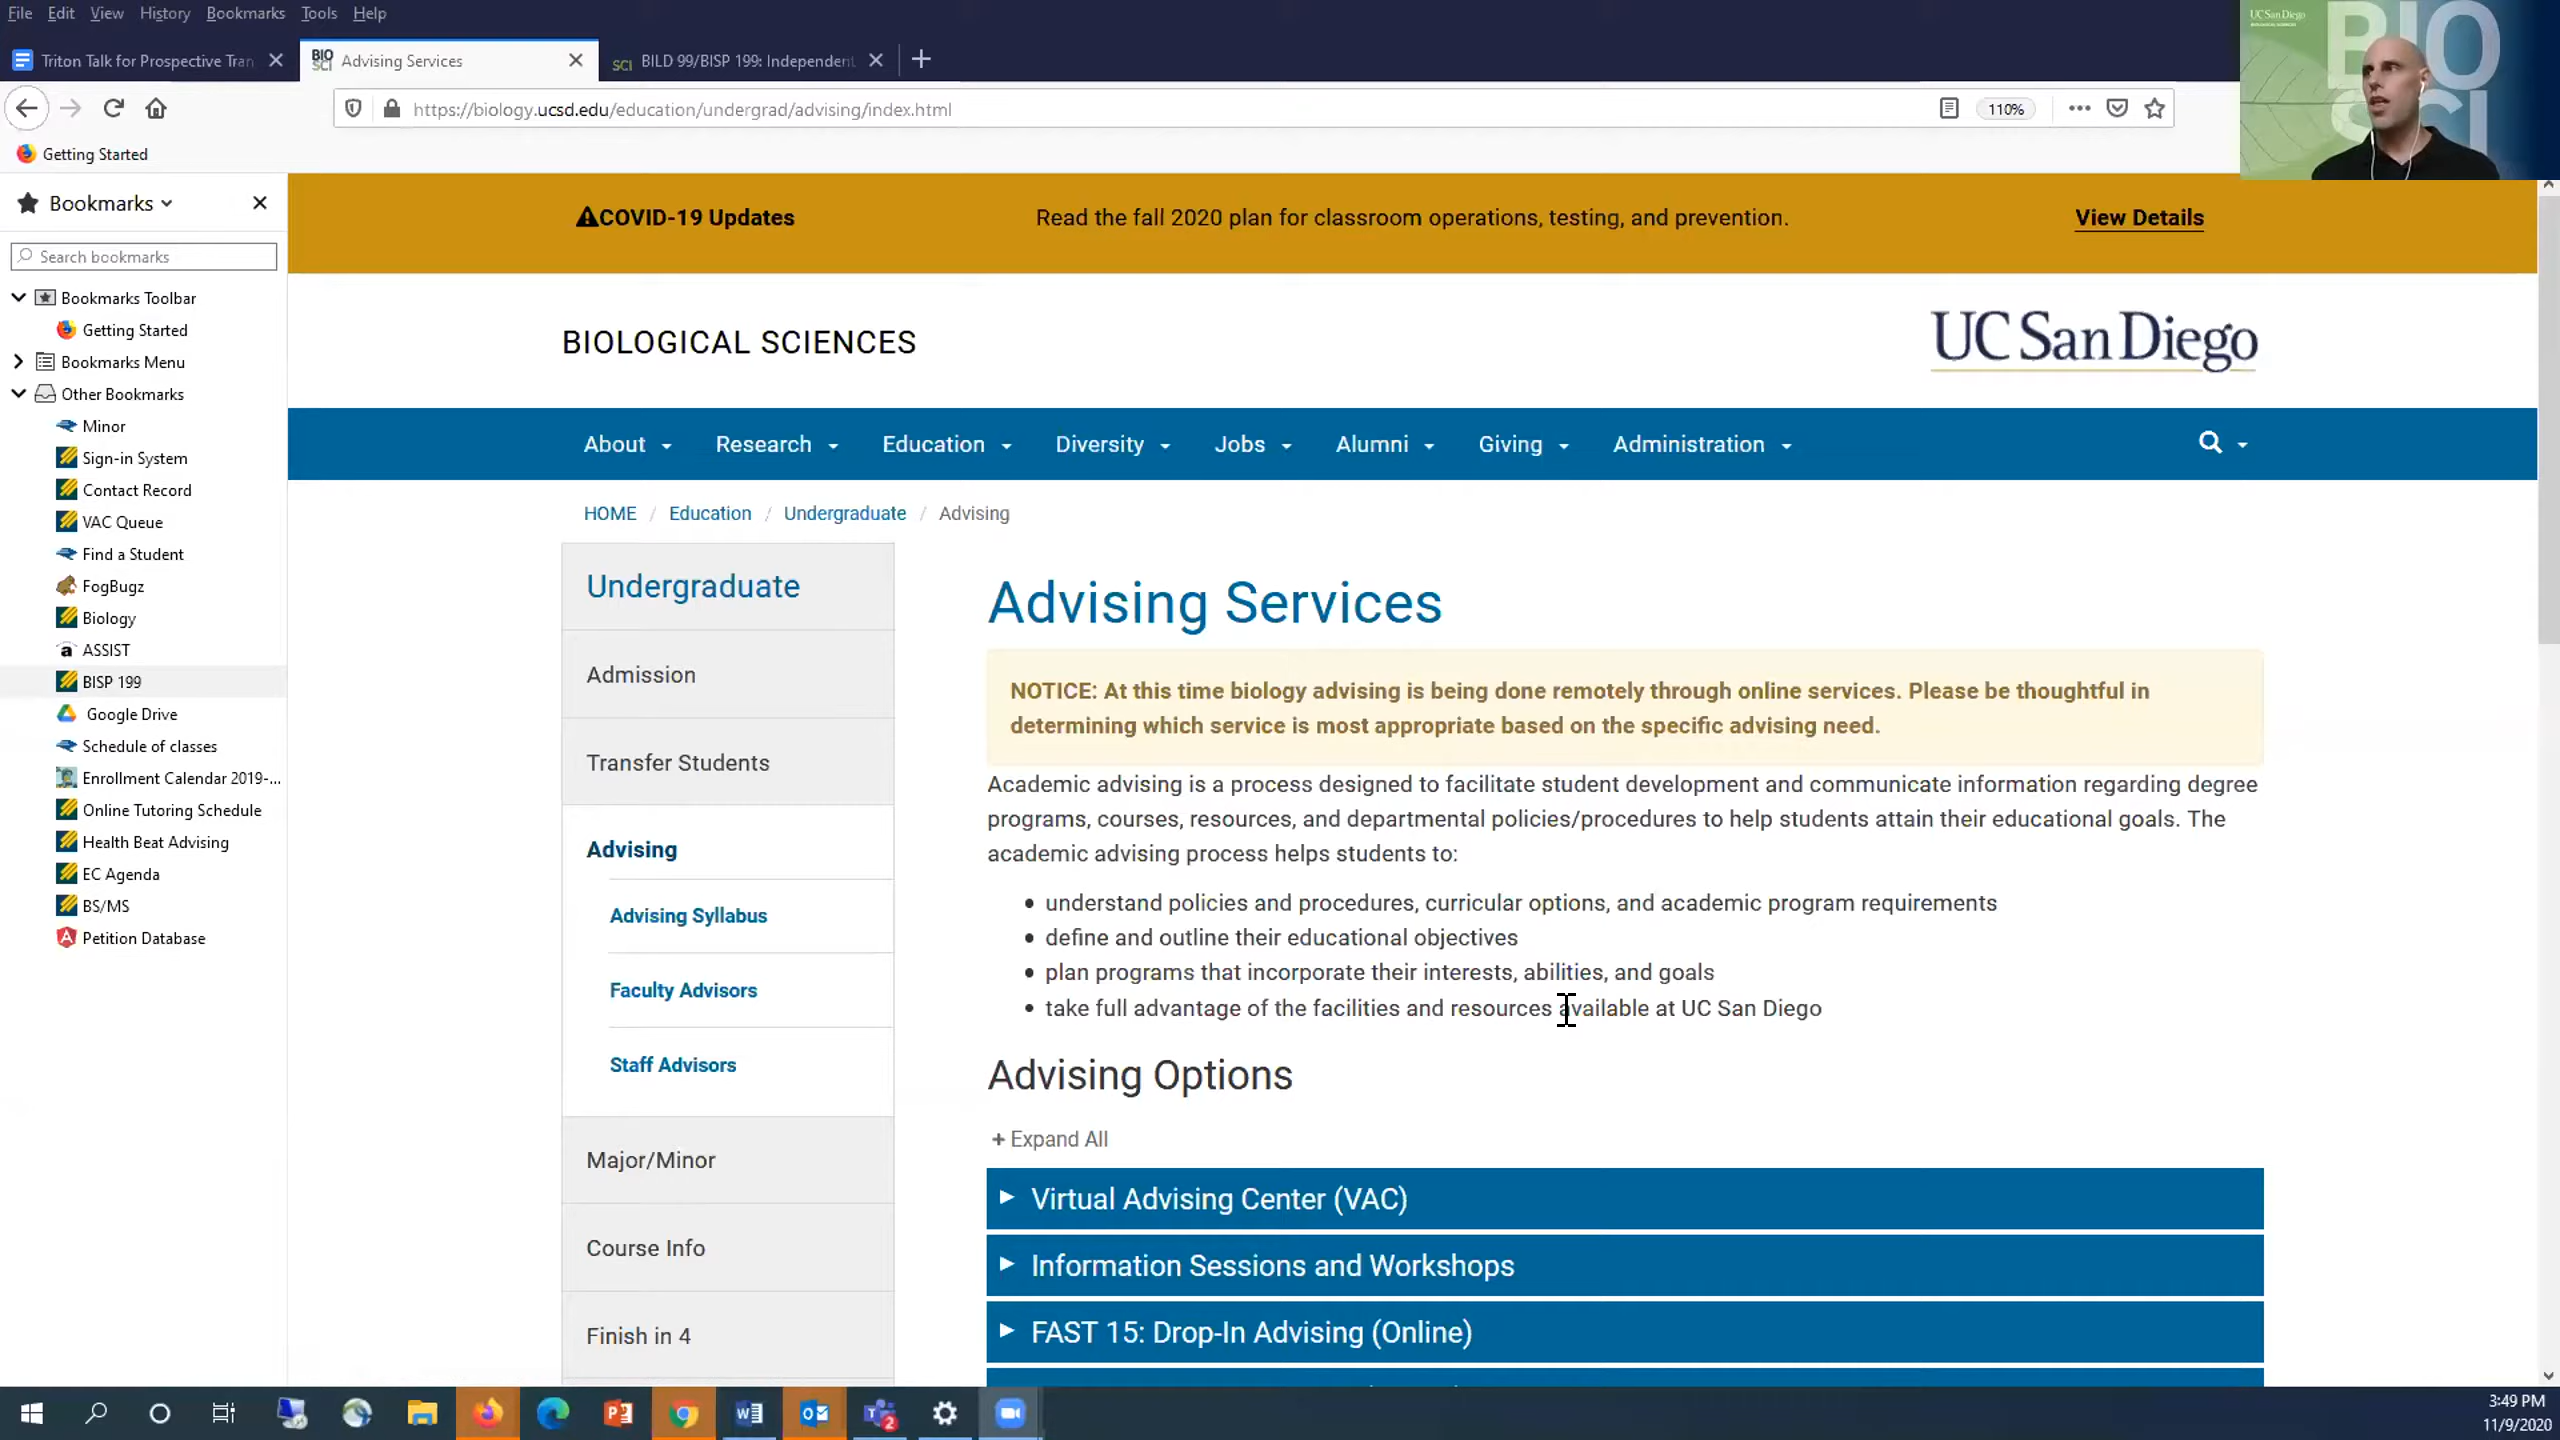 File Edit View History Bookmarks Tools Help
Triton Talk for Prospective Tran
BIO SCI Advising Services
SCI BILD 99/BISP 199: Independent
https://biology.ucsd.edu/education/undergrad/advising/index.html
110%
Getting Started
UC San Diego
BIOLOGICAL SCIENCES
BIO
SCI
Bookmarks
Search bookmarks
Bookmarks Toolbar
Getting Started
Bookmarks Menu
Other Bookmarks
Minor
Sign-in System
Contact Record
VAC Queue
Find a Student
FogBugz
Biology
ASSIST
BISP 199
Google Drive
Schedule of classes
Enrollment Calendar 2019-...
Online Tutoring Schedule
Health Beat Advising
EC Agenda
BS/MS
Petition Database
COVID-19 Updates
Read the fall 2020 plan for classroom operations, testing, and prevention.
View Details
BIOLOGICAL SCIENCES
UC San Diego
About Research Education Diversity Jobs Alumni Giving Administration
HOME / Education / Undergraduate / Advising
Undergraduate
Admission
Transfer Students
Advising
Advising Syllabus
Faculty Advisors
Staff Advisors
Major/Minor
Course Info
Finish in 4
Advising Services
NOTICE: At this time biology advising is being done remotely through online services. Please be thoughtful in
determining which service is most appropriate based on the specific advising need.
Academic advising is a process designed to facilitate student development and communicate information regarding degree
programs, courses, resources, and departmental policies/procedures to help students attain their educational goals. The
academic advising process helps students to:
• understand policies and procedures, curricular options, and academic program requirements
• define and outline their educational objectives
• plan programs that incorporate their interests, abilities, and goals
• take full advantage of the facilities and resources available at UC San Diego
Advising Options
+ Expand All
Virtual Advising Center (VAC)
Information Sessions and Workshops
FAST 15: Drop-In Advising (Online)
2
3:49 PM
11/9/2020